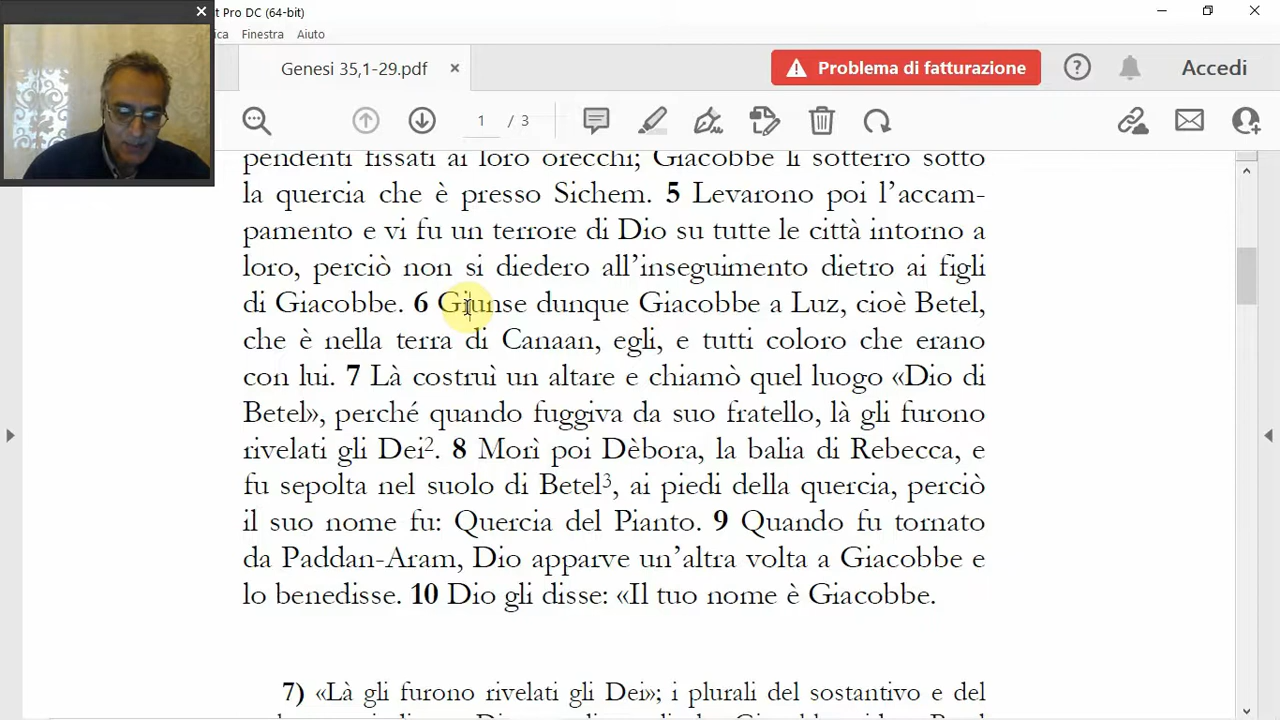 t Pro DC (64-bit)
ica Finestra Aiuto
Genesi 35,1-29.pdf
Problema di fatturazione
Accedi
1 / 3
pendenti fissati ai loro orecchi; Giacobbe li sotterrò sotto
la quercia che è presso Sichem. 5 Levarono poi l’accam-
pamento e vi fu un terrore di Dio su tutte le città intorno a
loro, perciò non si diedero all’inseguimento dietro ai figli
di Giacobbe. 6 Giunse dunque Giacobbe a Luz, cioè Betel,
che è nella terra di Canaan, egli, e tutti coloro che erano
con lui. 7 Là costruì un altare e chiamò quel luogo «Dio di
Betel», perché quando fuggiva da suo fratello, là gli furono
rivelati gli Dei². 8 Morì poi Dèbora, la balia di Rebecca, e
fu sepolta nel suolo di Betel³, ai piedi della quercia, perciò
il suo nome fu: Quercia del Pianto. 9 Quando fu tornato
da Paddan-Aram, Dio apparve un’altra volta a Giacobbe e
lo benedisse. 10 Dio gli disse: «Il tuo nome è Giacobbe.
7) «Là gli furono rivelati gli Dei»; i plurali del sostantivo e del